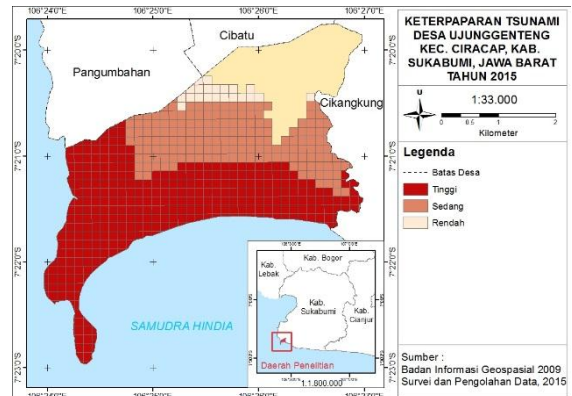 KETERPAPARAN TSUNAMI
DESA UJUNGGENTENG
KEC. CIRACAP, KAB.
SUKABUMI, JAWA BARAT
TAHUN 2015
U
1:33.000
0 0.5 1 2
Kilometer
Legenda
Batas Desa
Tinggi
Sedang
Rendah
Sumber :
Badan Informasi Geospasial 2009
Survei dan Pengolahan Data, 2015
106°24'0"E 106°25'0"E 106°26'0"E 106°27'0"E
7°20'0"S
7°21'0"S
7°22'0"S
7°23'0"S
Cibatu
Pangumbahan
Cikangkung
SAMUDRA HINDIA
Kab. Bogor
Kab.
Lebak
Kab.
Sukabumi
Kab.
Cianjur
Daerah Penelitian
1:1.800.000